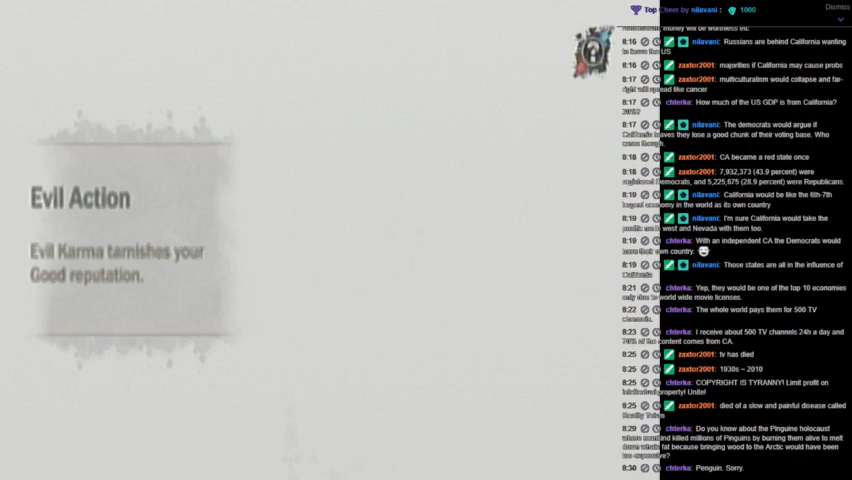 Top Cheer by nilavani : 1000
Dismiss
money will be worthless etc
8:16 nilavani: Russians are behind California wanting
to leave the US
8:16 zaxtor2001: majorities if California may cause probs
8:17 zaxtor2001: multiculturalism would collapse and far-
right will spread like cancer
8:17 chterka: How much of the US GDP is from California?
8:17 nilavani: The democrats would argue if
California leaves they lose a good chunk of their voting base. Who
comes though.
8:18 zaxtor2001: CA became a red state once
8:18 zaxtor2001: 7,932,373 (43.9 percent) were
registered Democrats, and 5,225,675 (28.9 percent) were Republicans.
8:19 nilavani: California would be like the 6th-7th
largest economy in the world as its own country
Evil Action
8:19 nilavani: I'm sure California would take the
west and Nevada with them too.
8:19 chterka: With an independent CA the Democrats would
have their own country.
Evil Karma tarnishes your
Good reputation.
8:19 nilavani: Those states are all in the influence of
California
8:21 chterka: Yep, they would be one of the top 10 economies
only due to world wide movie licenses.
8:22 chterka: The whole world pays them for 500 TV
channels.
8:23 chterka: I receive about 500 TV channels 24h a day and
70% of the content comes from CA.
8:25 zaxtor2001: tv has died
8:25 zaxtor2001: 1930s ~ 2010
8:25 chterka: COPYRIGHT IS TYRANNY! Limit profit on
intellectual property! Unite!
8:25 zaxtor2001: died of a slow and painful disease called
Reality Tvism
8:29 chterka: Do you know about the Pinguine holocaust
where mankind killed millions of Pinguins by burning them alive to melt
down whale fat because bringing wood to the Arctic would have been
too expensive?
8:30 chterka: Penguin. Sorry.